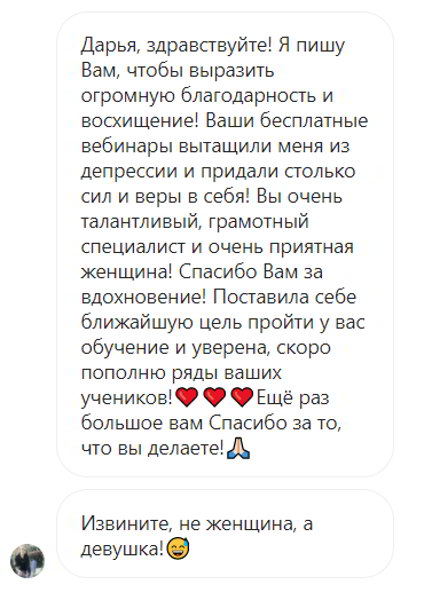 Дарья, здравствуйте! Я пишу
Вам, чтобы выразить
огромную благодарность и
восхищение! Ваши бесплатные
вебинары вытащили меня из
депрессии и придали столько
сил и веры в себя! Вы очень
талантливый, грамотный
специалист и очень приятная
женщина! Спасибо Вам за
вдохновение! Поставила себе
ближайшую цель пройти у вас
обучение и уверена, скоро
пополню ряды ваших
учеников!❤️❤️❤️Ещё раз
большое вам Спасибо за то,
что вы делаете!🙏🏻
Извините, не женщина, а
девушка!😅